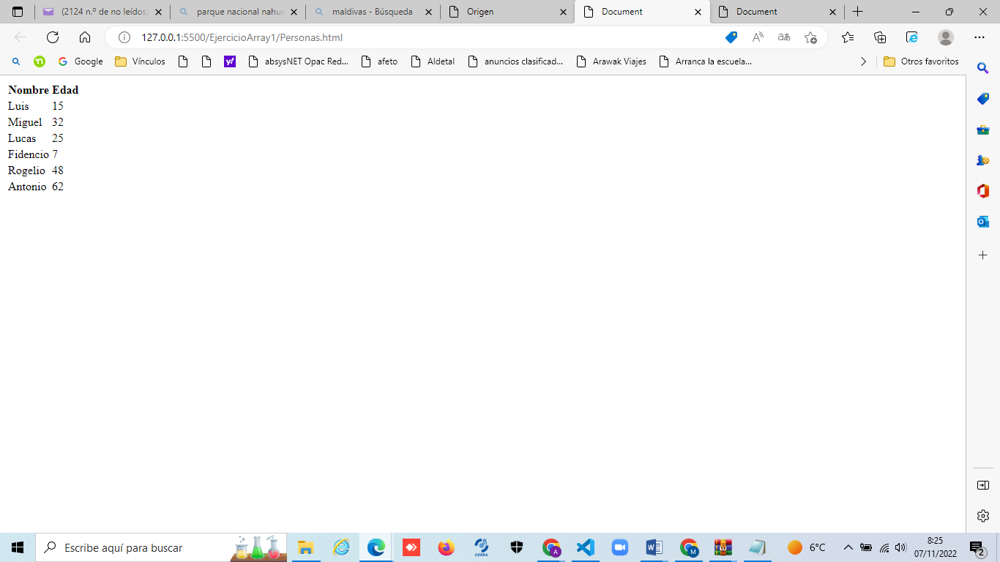 (2124 n.º de no leídos)
parque nacional nahue
maldivas - Búsqueda
Origen
Document
Document
127.0.0.1:5500/EjercicioArray1/Personas.html
Google
Vínculos
absysNET Opac Red...
afeto
Aldetal
anuncios clasificad...
Arawak Viajes
Arranca la escuela...
Otros favoritos
Nombre Edad
Luis 15
Miguel 32
Lucas 25
Fidencio 7
Rogelio 48
Antonio 62
Escribe aquí para buscar
CERES
A
M
6°C
8:25
07/11/2022
2